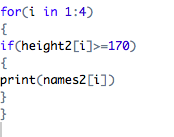 for(i in 1:4)
{
if(height2[i]>=170)
{
print(names2[i])
}
}